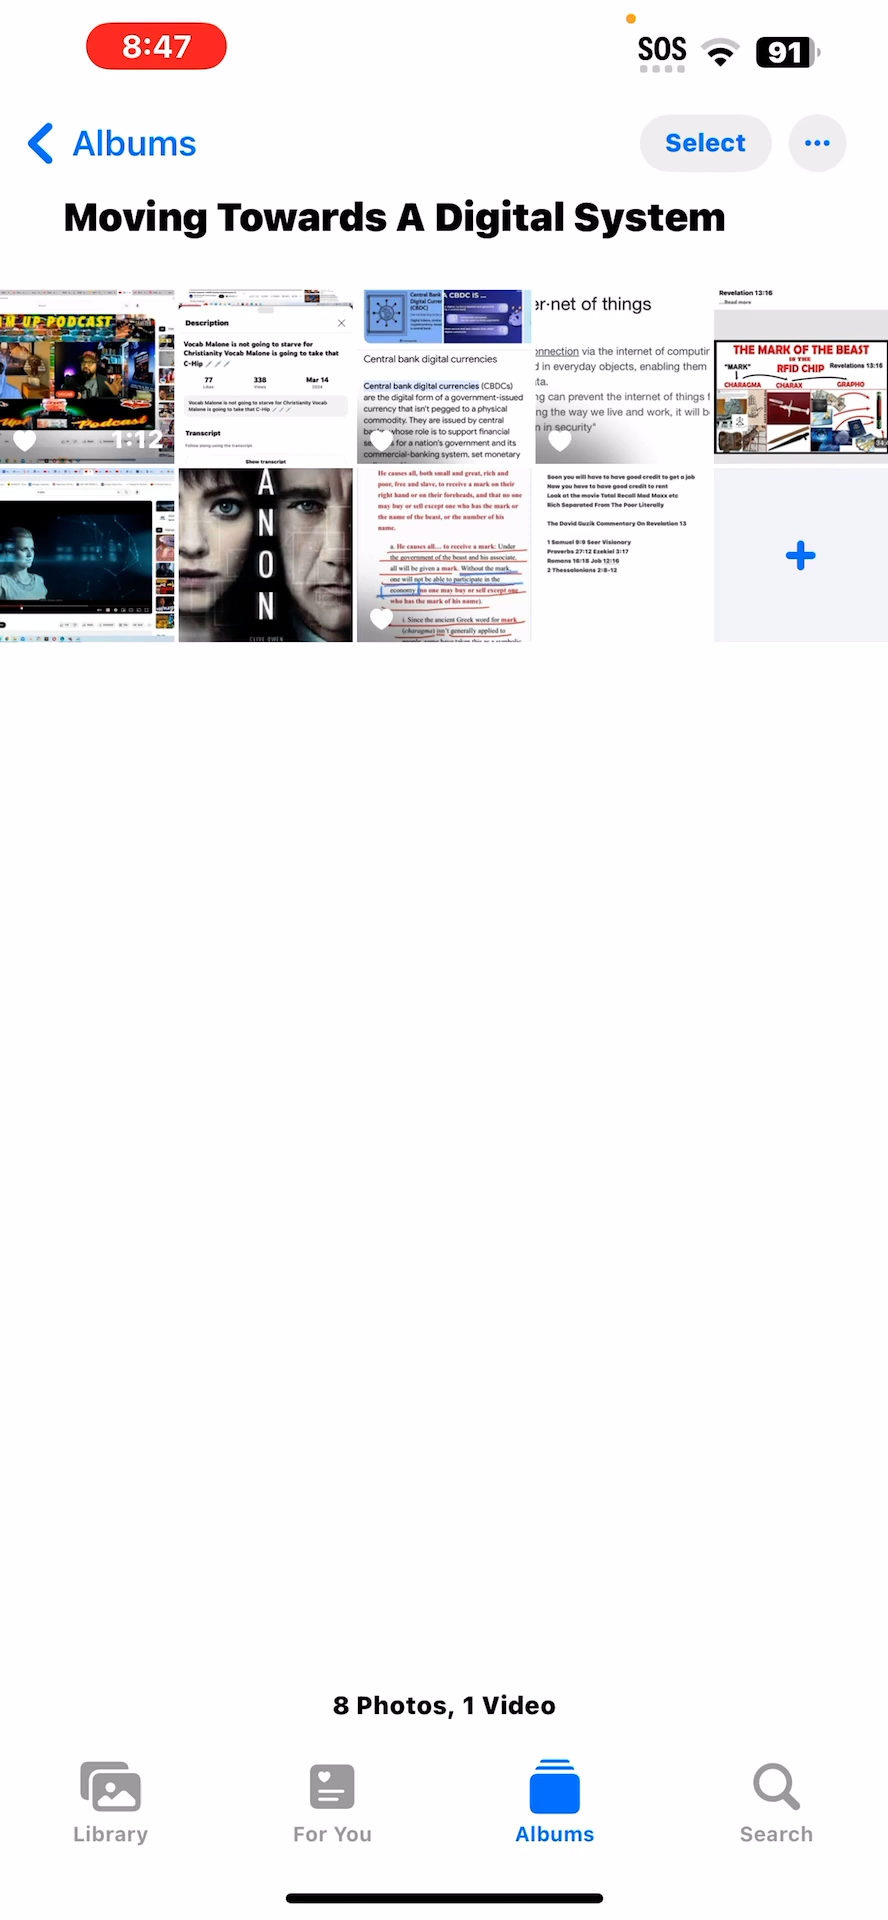 8:47
SOS
91
Albums
Select
Moving Towards A Digital System
UP PODCAST
Podcast
1:12
Description
Vocab Malone is not going to starve for
Christianity Vocab Malone is going to take that
C-Hip
77
338
Mar 14
Likes
Views
2024
Vocab Malone is not going to starve for Christianity Vocab
Malone is going to take that C-Hip
Transcript
Follow along using the transcript.
Show transcript
Central Bank
Digital
(CBDC)
A CBDC IS ...
Central bank digital currencies
Central bank digital currencies (CBDCs)
are the digital form of a government-issued
currency that isn't pegged to a physical
commodity. They are issued by central
whose role is to support financial
for a nation's government and its
commercial-banking system, set monetary
er·net of things
onnection via the internet of computin
d in everyday objects, enabling them
ta.
ng can prevent the internet of things f
ng the way we live and work, it will be
n in security"
Revelation 13:16
...Read more
THE MARK OF THE BEAST
IS THE
"MARK"
RFID CHIP
Revelations 13:16
CHARAGMA
CHARAX
GRAPHO
ANON
CLIVE OWEN
He causes all, both small and great, rich and
poor, free and slave, to receive a mark on their
right hand or on their foreheads, and that no one
may buy or sell except one who has the mark or
the name of the beast, or the number of his
name.
a. He causes all... to receive a mark: Under
the government of the beast and his associate,
all will be given a mark. Without the mark,
one will not be able to participate in the
economy (no one may buy or sell except one
who has the mark of his name).
i. Since the ancient Greek word for mark
(charagma) isn't generally applied to
Soon you will have to have good credit to get a job
Now you have to have good credit to rent
Look at the movie Total Recall Mad Maxx etc
Rich Separated From The Poor Literally
The David Guzik Commentary On Revelation 13
1 Samuel 9:9 Seer Visionary
Proverbs 27:12 Ezekiel 3:17
Romans 16:18 Job 12:16
2 Thessalonians 2:8-12
8 Photos, 1 Video
Library
For You
Albums
Search